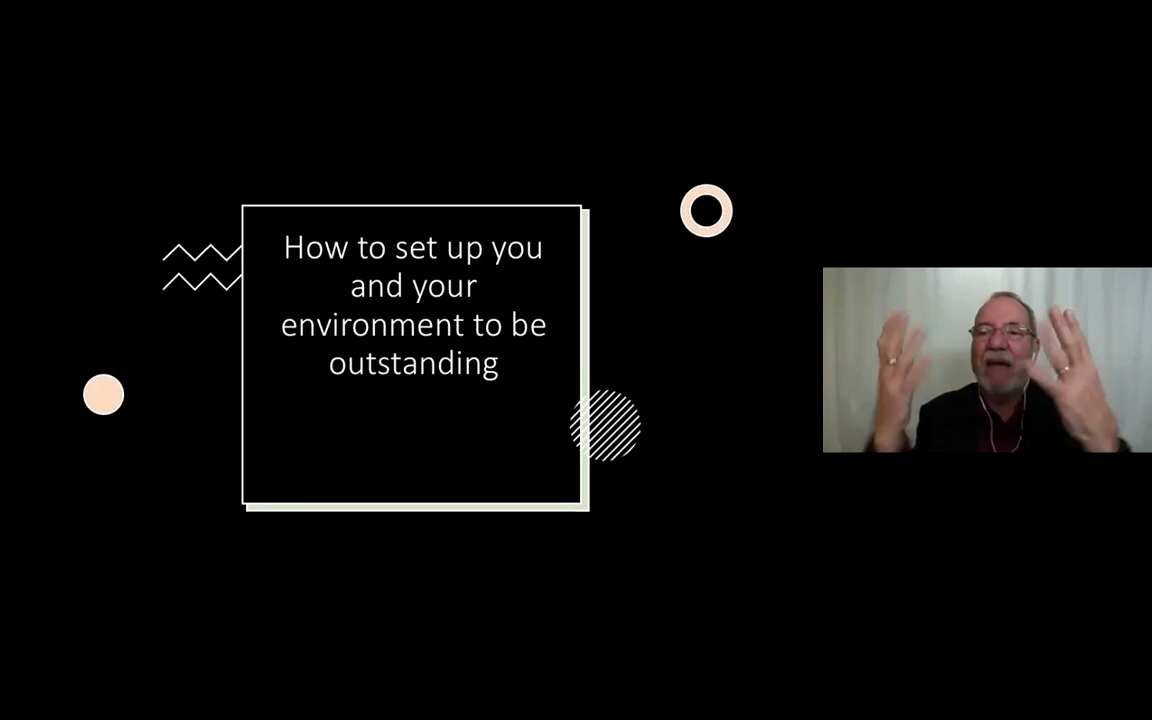 How to set up you
and your
environment to be
outstanding